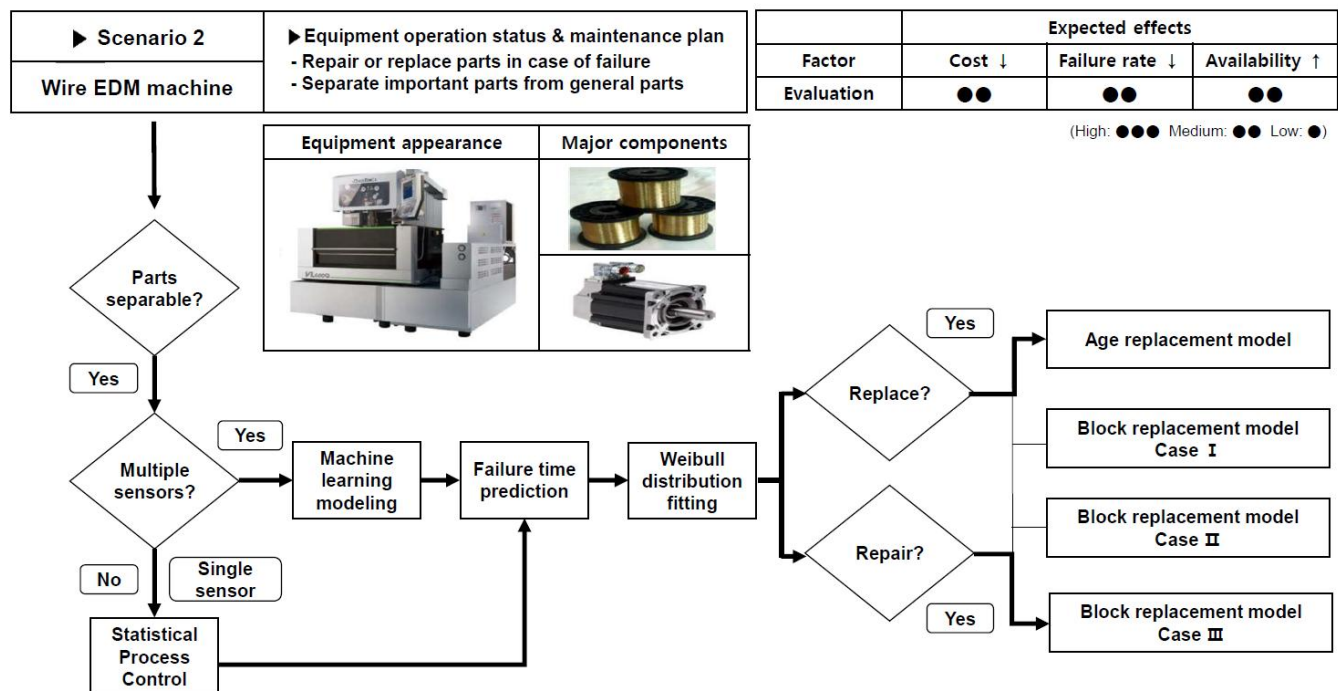 ▶ Scenario 2
Wire EDM machine
▶Equipment operation status & maintenance plan
- Repair or replace parts in case of failure
- Separate important parts from general parts
Expected effects
Factor
Cost ↓
Failure rate ↓
Availability ↑
Evaluation
●●
●●
●●
(High: ●●● Medium: ●● Low: ●)
Equipment appearance
Major components
Parts
separable?
Yes
Multiple
sensors?
Yes
Machine
learning
modeling
Failure time
prediction
Weibull
distribution
fitting
Replace?
Yes
Age replacement model
Block replacement model
Case Ⅰ
Block replacement model
Case Ⅱ
Repair?
Yes
Block replacement model
Case Ⅲ
No
Single
sensor
Statistical
Process
Control